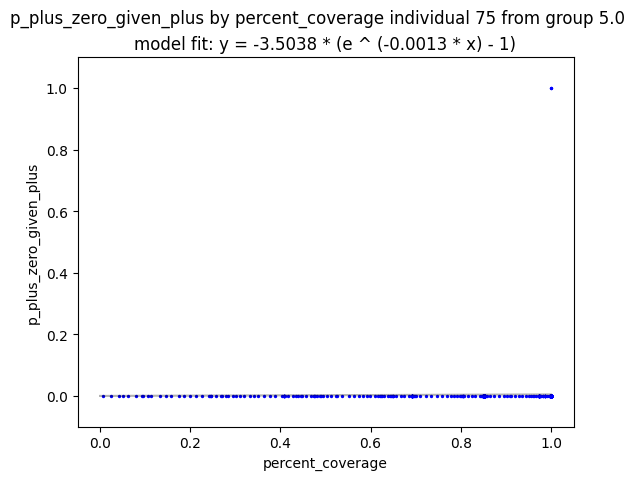 p_plus_zero_given_plus by percent_coverage individual 75 from group 5.0
model fit: y = -3.5038 * (e ^ (-0.0013 * x) - 1)
1.0
0.8
0.6
0.4
0.2
0.0
p_plus_zero_given_plus
0.0 0.2 0.4 0.6 0.8 1.0
percent_coverage